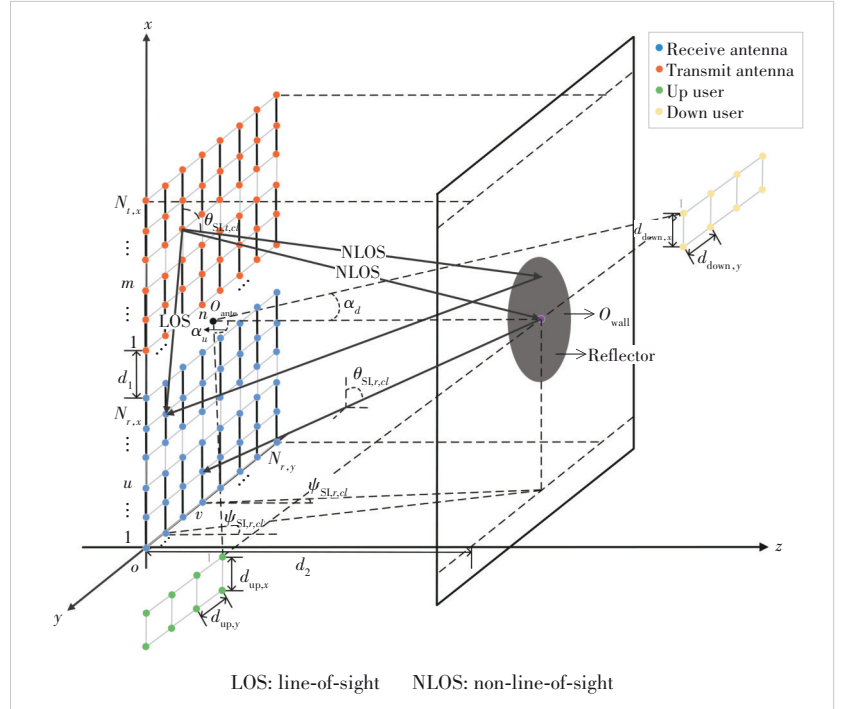 x
Receive antenna
Transmit antenna
Up user
Down user
N_{t,x}
θ_{SI,t,cl}
NLOS
NLOS
d_{down,x}
d_{down,y}
⋮
m
⋮
LOS
n
O_{ante}
α_d
α_u
O_{wall}
Reflector
1
d_1
θ_{SI,r,cl}
N_{r,x}
⋮
N_{r,y}
u
⋮
ψ_{SI,r,cl}
v
ψ_{SI,r,cl}
1
o
d_2
z
d_{up,x}
y
d_{up,y}
LOS: line-of-sight NLOS: non-line-of-sight